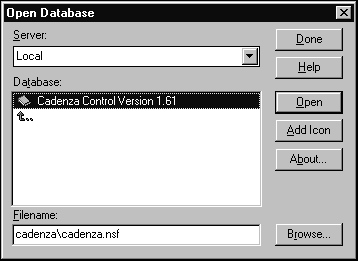 Open Database
Server:
Local
Done
Help
Database:
Cadenza Control Version 1.61
..
Open
Add Icon
About...
Filename:
cadenza\cadenza.nsf
Browse...